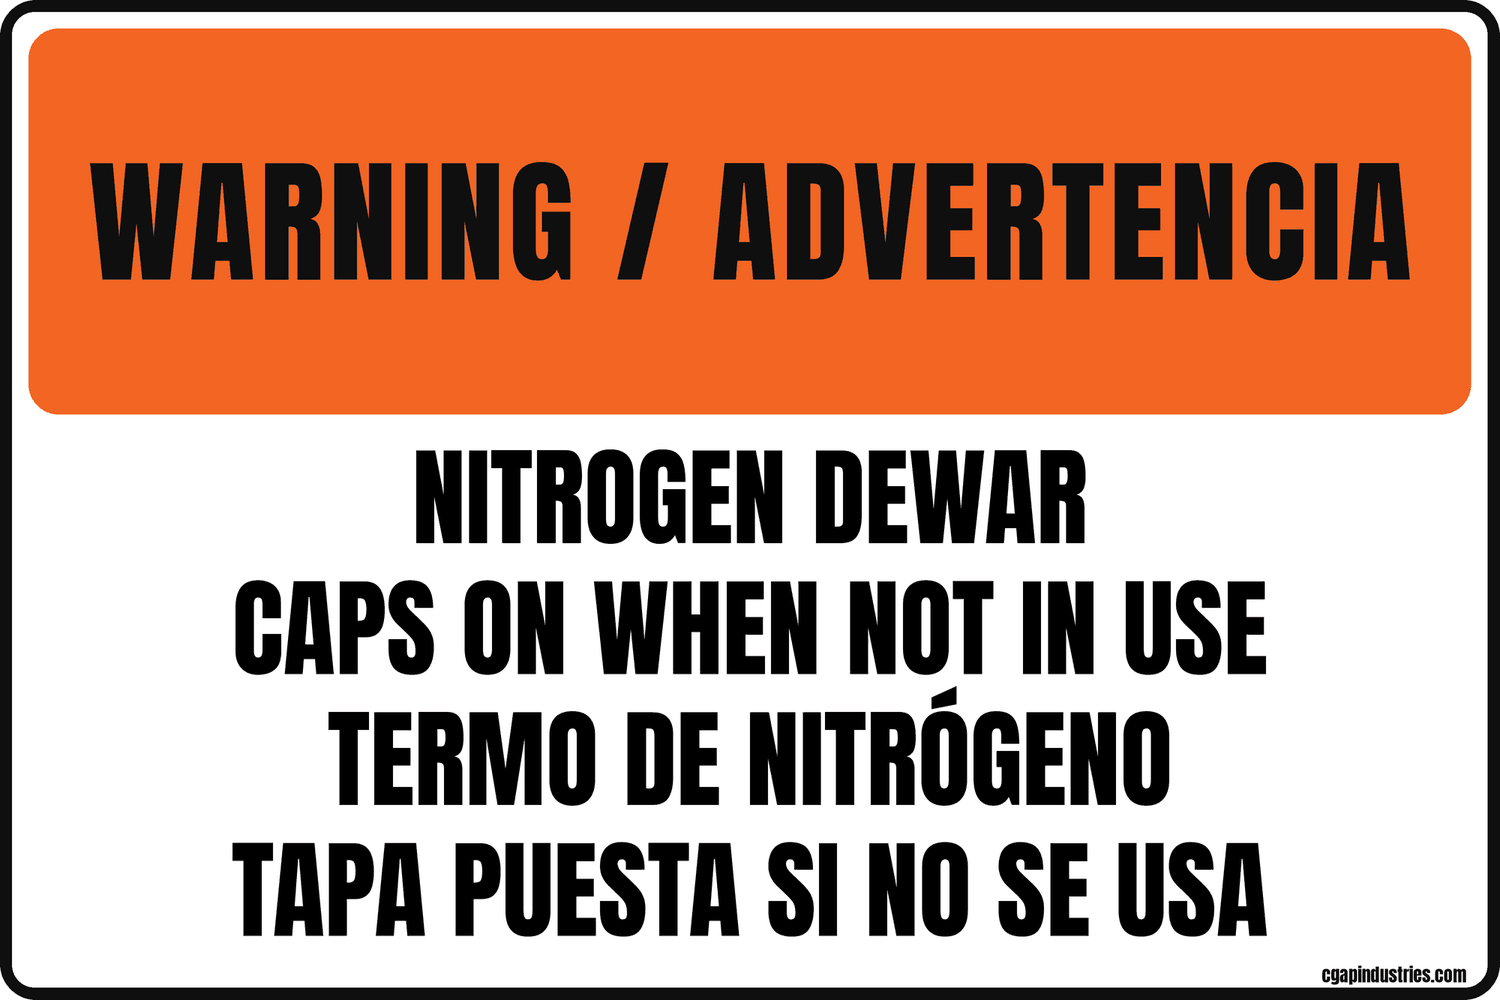 WARNING / ADVERTENCIA
NITROGEN DEWAR
CAPS ON WHEN NOT IN USE
TERMO DE NITRÓGENO
TAPA PUESTA SI NO SE USA
cgapindustries.com